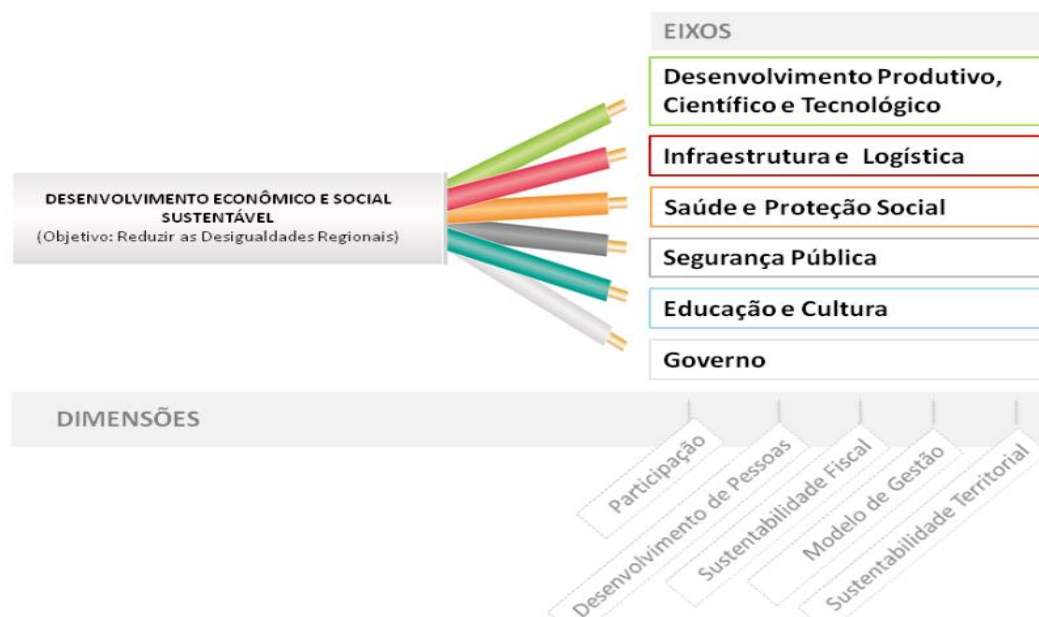 EIXOS
Desenvolvimento Produtivo,
Científico e Tecnológico
Infraestrutura e Logística
DESENVOLVIMENTO ECONÔMICO E SOCIAL
SUSTENTÁVEL
(Objetivo: Reduzir as Desigualdades Regionais)
Saúde e Proteção Social
Segurança Pública
Educação e Cultura
Governo
DIMENSÕES
Participação
Desenvolvimento de Pessoas
Sustentabilidade Fiscal
Modelo de Gestão
Sustentabilidade Territorial